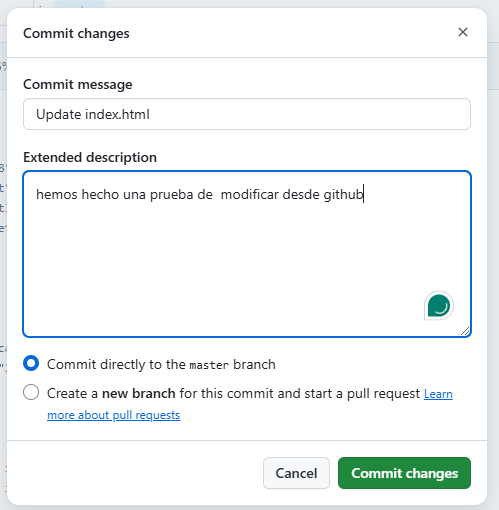 Commit changes
Commit message
Update index.html
Extended description
hemos hecho una prueba de  modificar desde github
Commit directly to the master branch
Create a new branch for this commit and start a pull request Learn
more about pull requests
Cancel
Commit changes